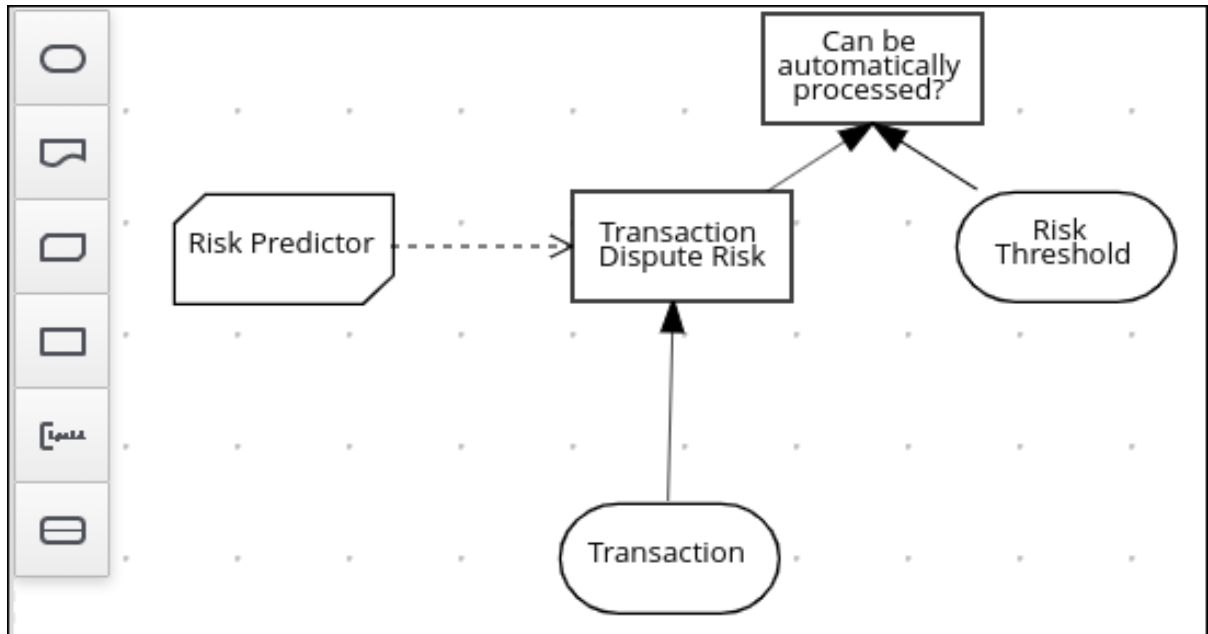 Can be
automatically
processed?
Risk Predictor
Transaction
Dispute Risk
Risk
Threshold
Transaction